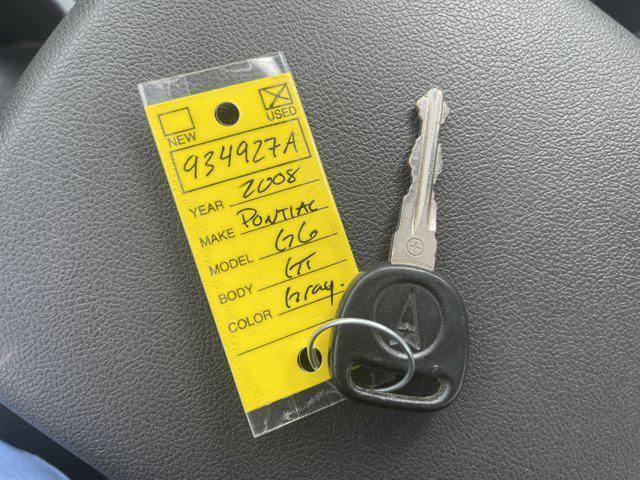 NEW USED
934927A
YEAR 2008
MAKE PONTIAC
MODEL G6
BODY GT
COLOR Gray.